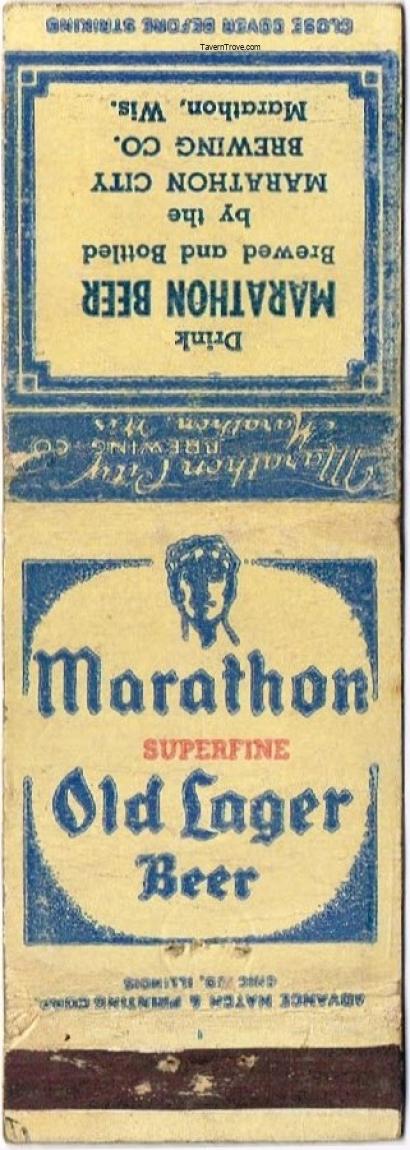 CLOSE COVER BEFORE STRIKING
TavernTrove.com
Drink
MARATHON BEER
Brewed and Bottled
by the
MARATHON CITY
BREWING CO.
Marathon, Wis.
Marathon City
BREWING CO
Marathon, Wis
Marathon
SUPERFINE
Old Lager
Beer
ADVANCE MATCH & PRINTING CORP.
ILLINOIS